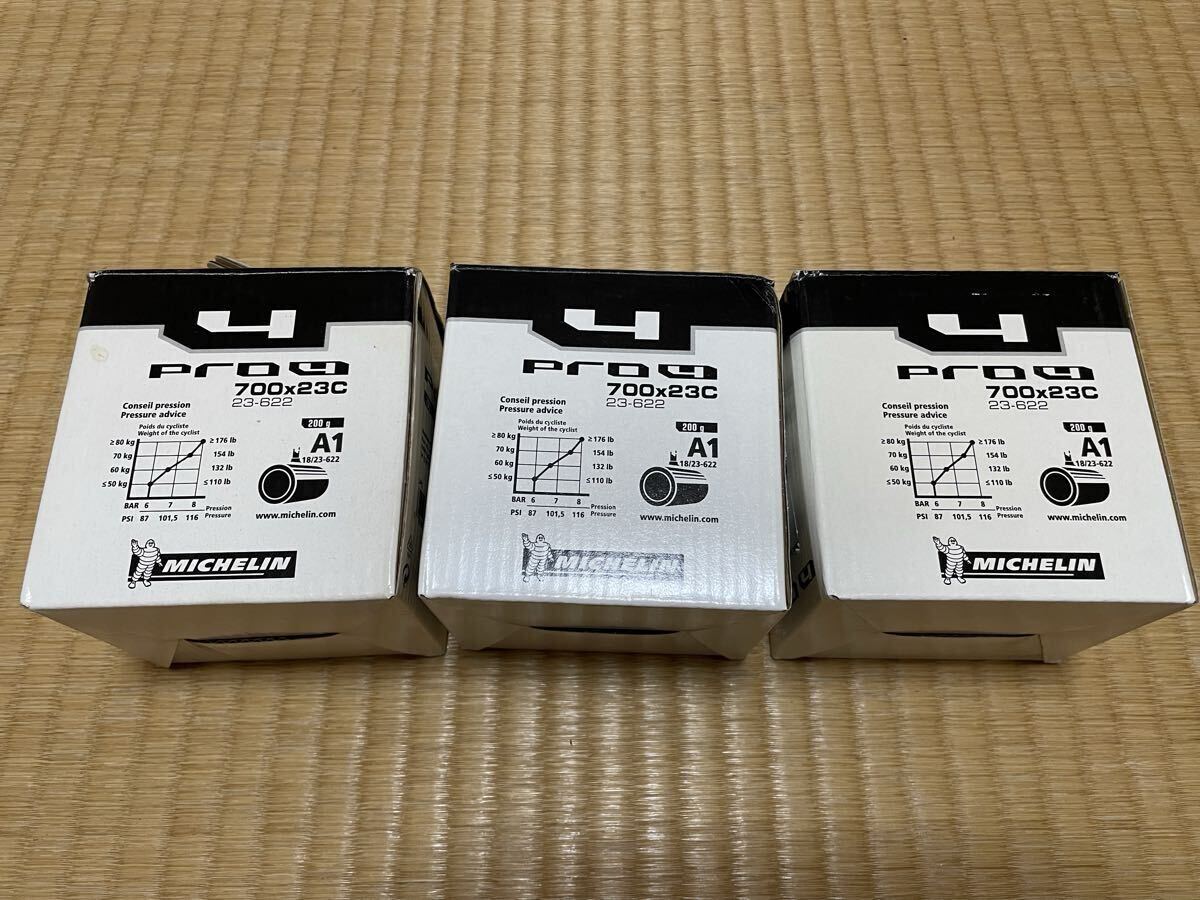 4
PRO4
700x23C
23-622
Conseil pression
Pressure advice
Poids du cycliste
Weight of the cyclist
200 g
A1
18/23-622
≥ 80 kg ≥ 176 lb
70 kg 154 lb
60 kg 132 lb
≤ 50 kg ≤ 110 lb
BAR 6 7 8 Pression
PSI 87 101,5 116 Pressure
www.michelin.com
MICHELIN
4
PRO4
700x23C
23-622
Conseil pression
Pressure advice
Poids du cycliste
Weight of the cyclist
200 g
A1
18/23-622
≥ 80 kg ≥ 176 lb
70 kg 154 lb
60 kg 132 lb
≤ 50 kg ≤ 110 lb
BAR 6 7 8 Pression
PSI 87 101,5 116 Pressure
www.michelin.com
MICHELIN
4
PRO4
700x23C
23-622
Conseil pression
Pressure advice
Poids du cycliste
Weight of the cyclist
200 g
A1
18/23-622
≥ 80 kg ≥ 176 lb
70 kg 154 lb
60 kg 132 lb
≤ 50 kg ≤ 110 lb
BAR 6 7 8 Pression
PSI 87 101,5 116 Pressure
www.michelin.com
MICHELIN